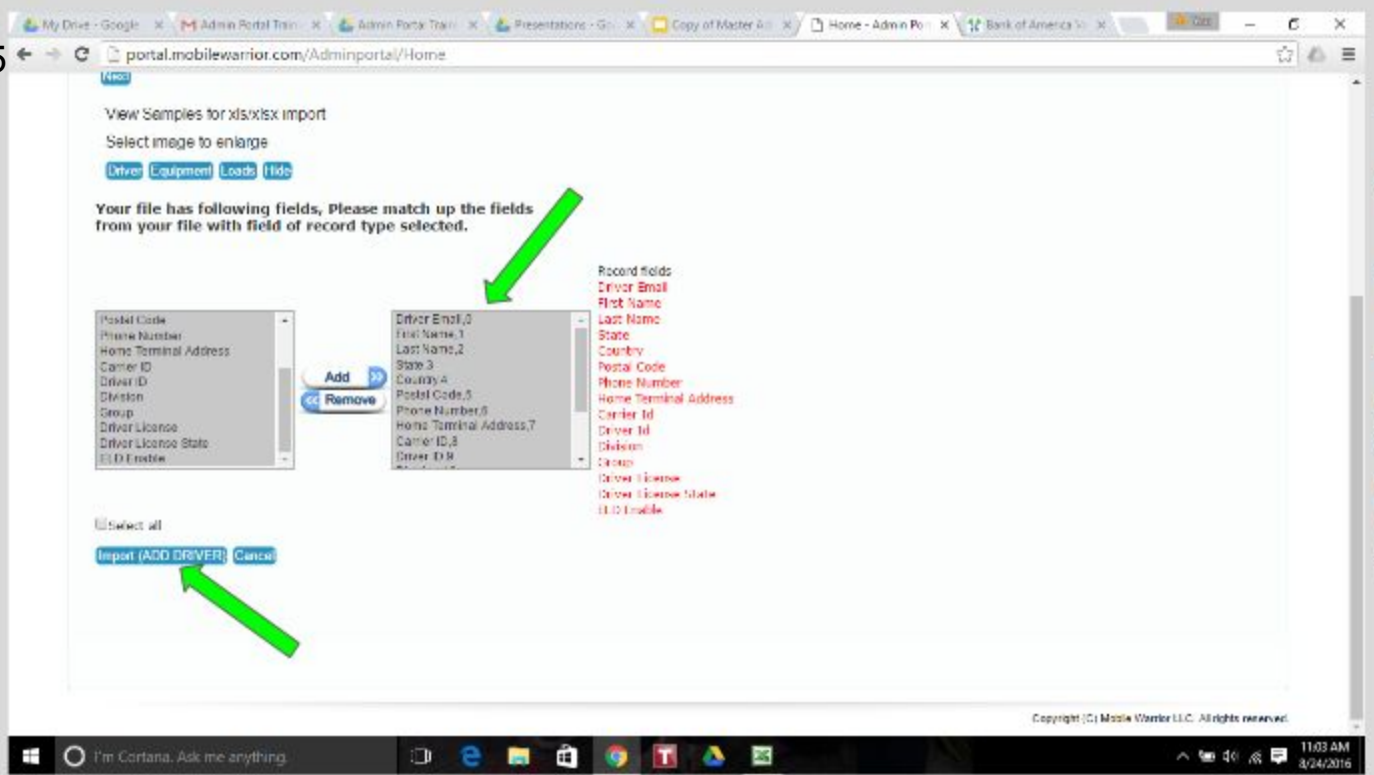 My Drive - Google
Admin Portal Train
Admin Portal Train
Presentations - Go
Copy of Master Ad
Home - Admin Por
Bank of America
5
portal.mobilewarrior.com/Adminportal/Home
Next
View Samples for xls/xlsx import
Select image to enlarge
Driver Equipment Loads Hide
Your file has following fields, Please match up the fields
from your file with field of record type selected.
Postal Code
Phone Number
Home Terminal Address
Carrier ID
Driver ID
Division
Group
Driver License
Driver License State
ELD Enable
Add
Remove
Driver Email,0
First Name,1
Last Name,2
State,3
Country,4
Postal Code,5
Phone Number,6
Home Terminal Address,7
Carrier ID,8
Driver ID,9
Record fields
Driver Email
First Name
Last Name
State
Country
Postal Code
Phone Number
Home Terminal Address
Carrier Id
Driver Id
Division
Group
Driver License
Driver License State
ELD Enable
Select all
Import (ADD DRIVER) Cancel
Copyright (C) Mobile Warrior LLC. All rights reserved.
I'm Cortana. Ask me anything.
11:03 AM
8/24/2016